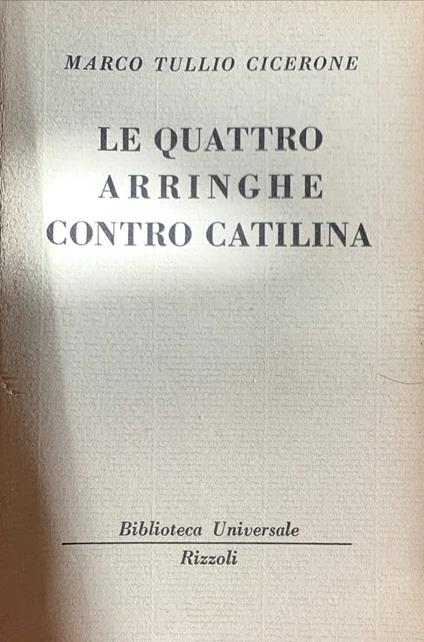 MARCO TULLIO CICERONE
LE QUATTRO
ARRINGHE
CONTRO CATILINA
Biblioteca Universale
Rizzoli